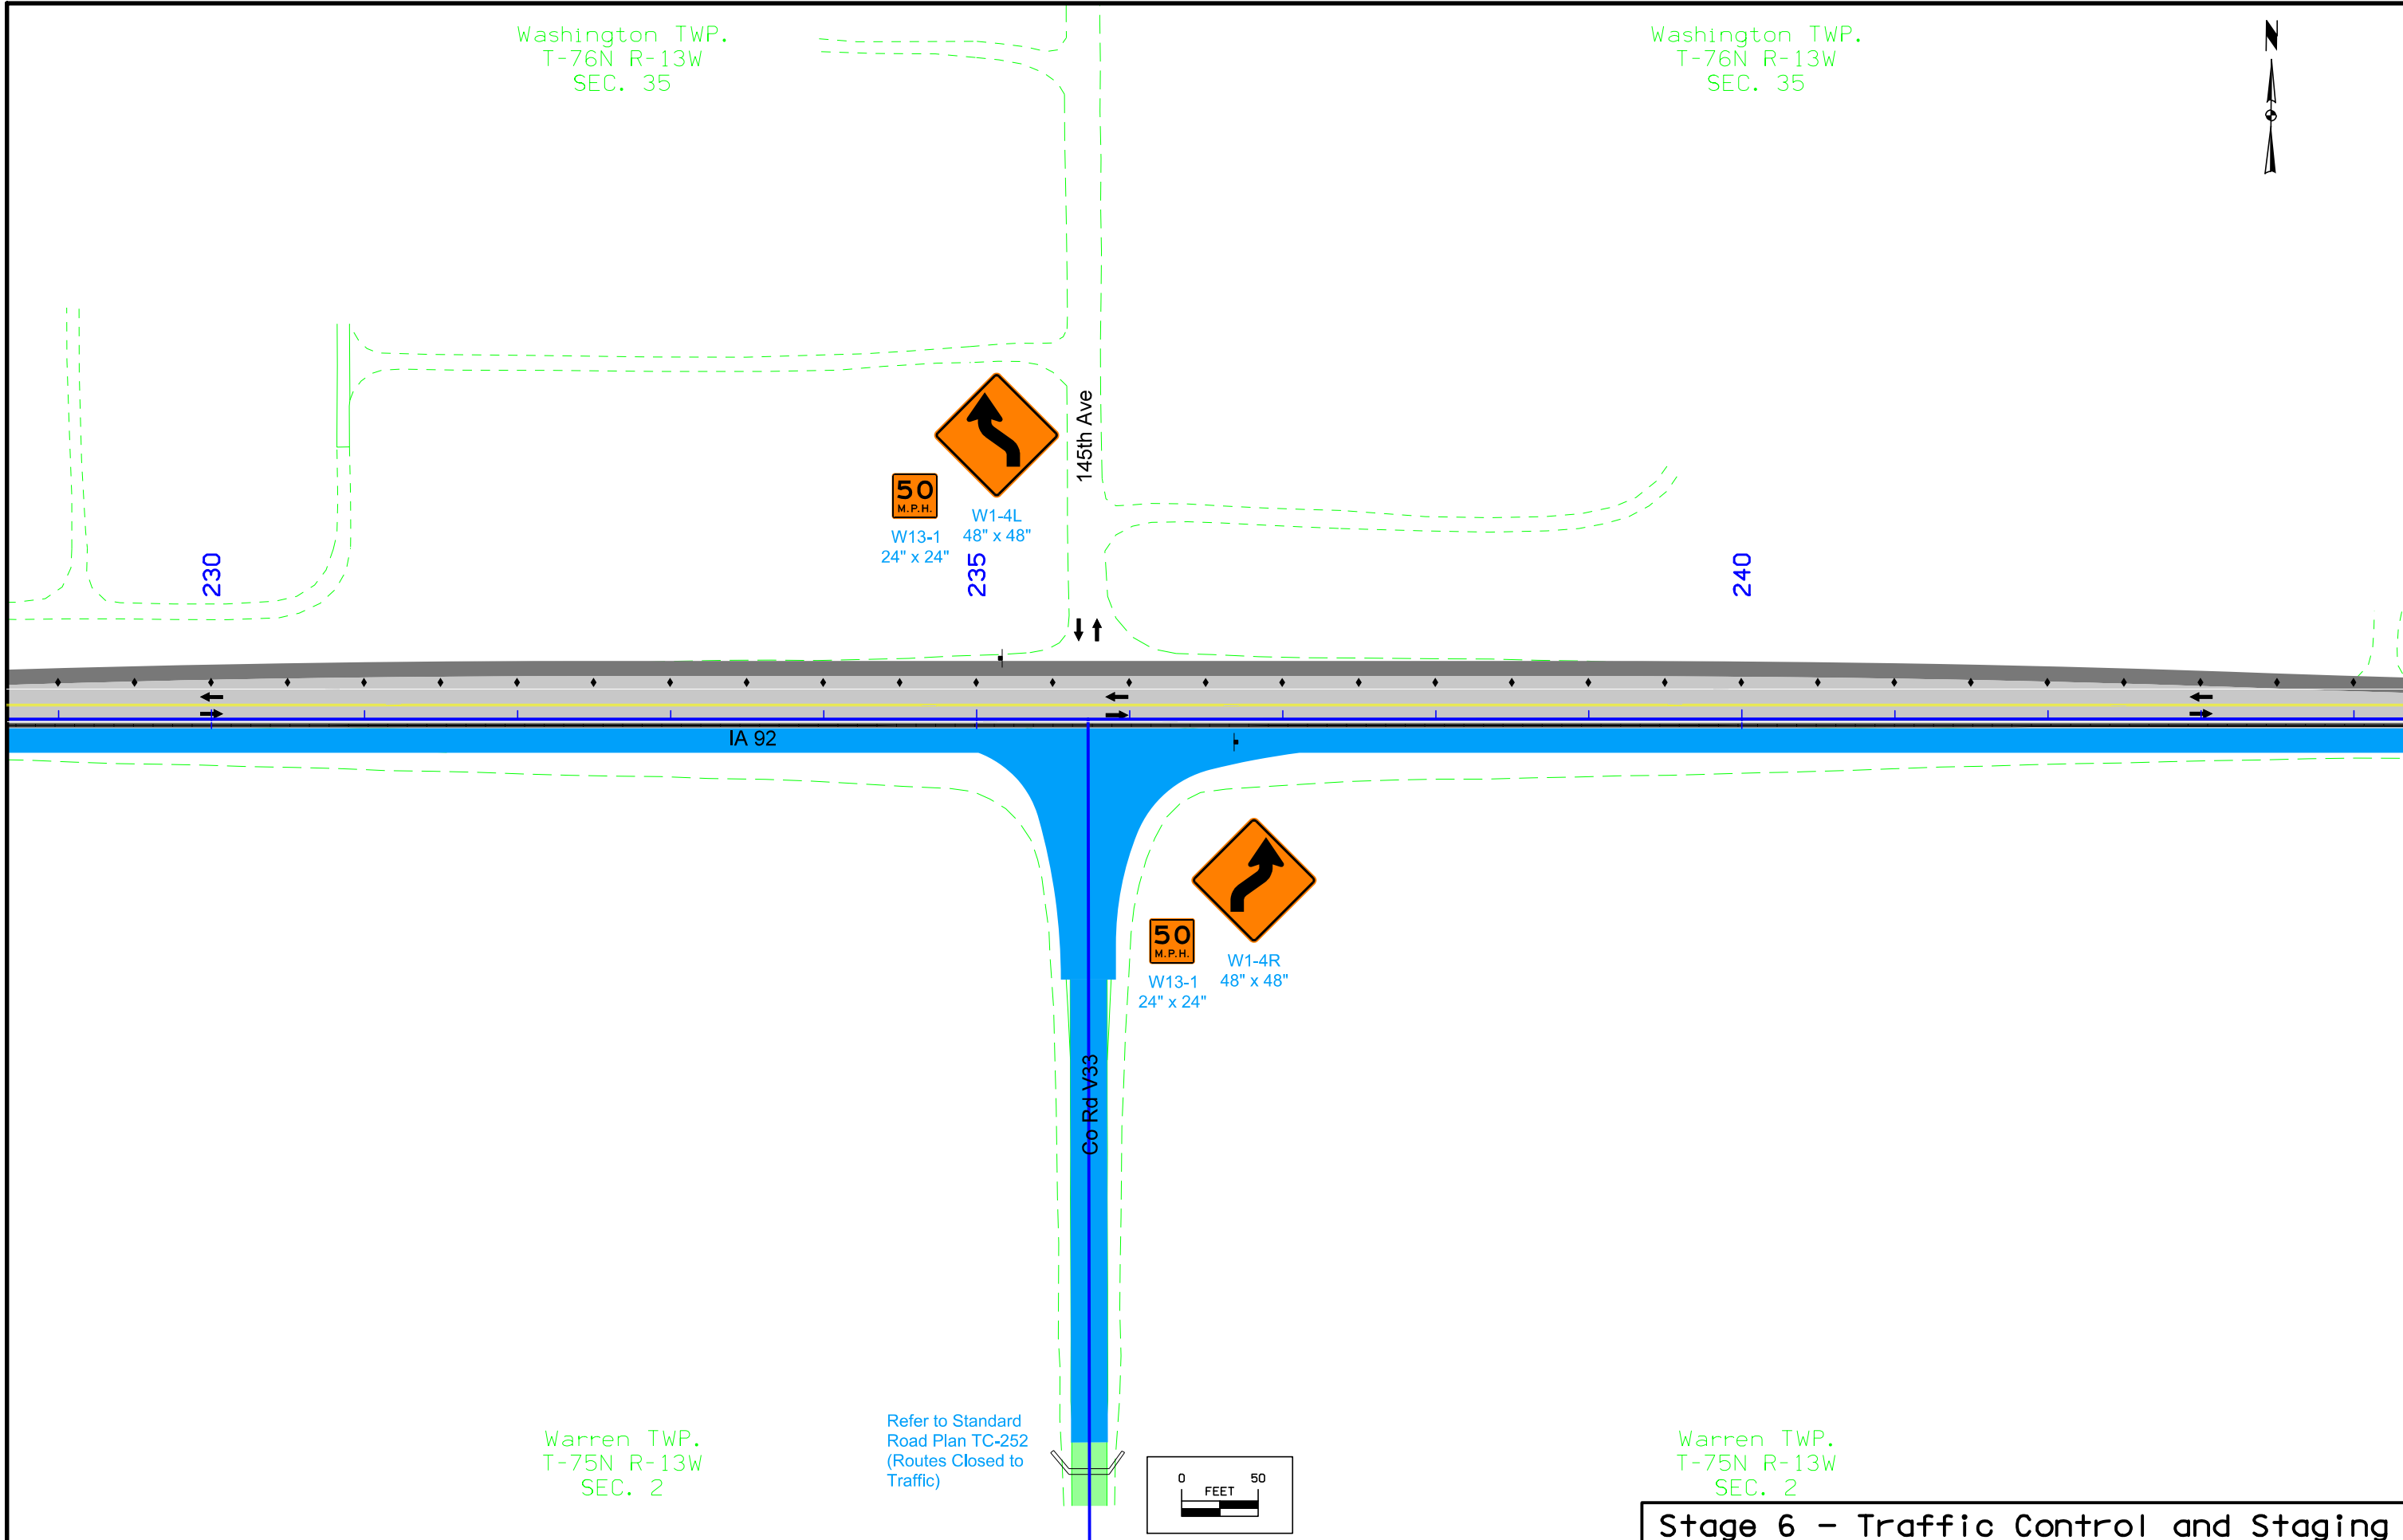 Washington TWP.
T-76N R-13W
SEC. 35
Washington TWP.
T-76N R-13W
SEC. 35
N
145th Ave
50
M.P.H.
W13-1
24" x 24"
W1-4L
48" x 48"
230
235
240
IA 92
50
M.P.H.
W13-1
24" x 24"
W1-4R
48" x 48"
Co Rd V33
Warren TWP.
T-75N R-13W
SEC. 2
Refer to Standard
Road Plan TC-252
(Routes Closed to
Traffic)
0 50
FEET
Warren TWP.
T-75N R-13W
SEC. 2
Stage 6 - Traffic Control and Staging